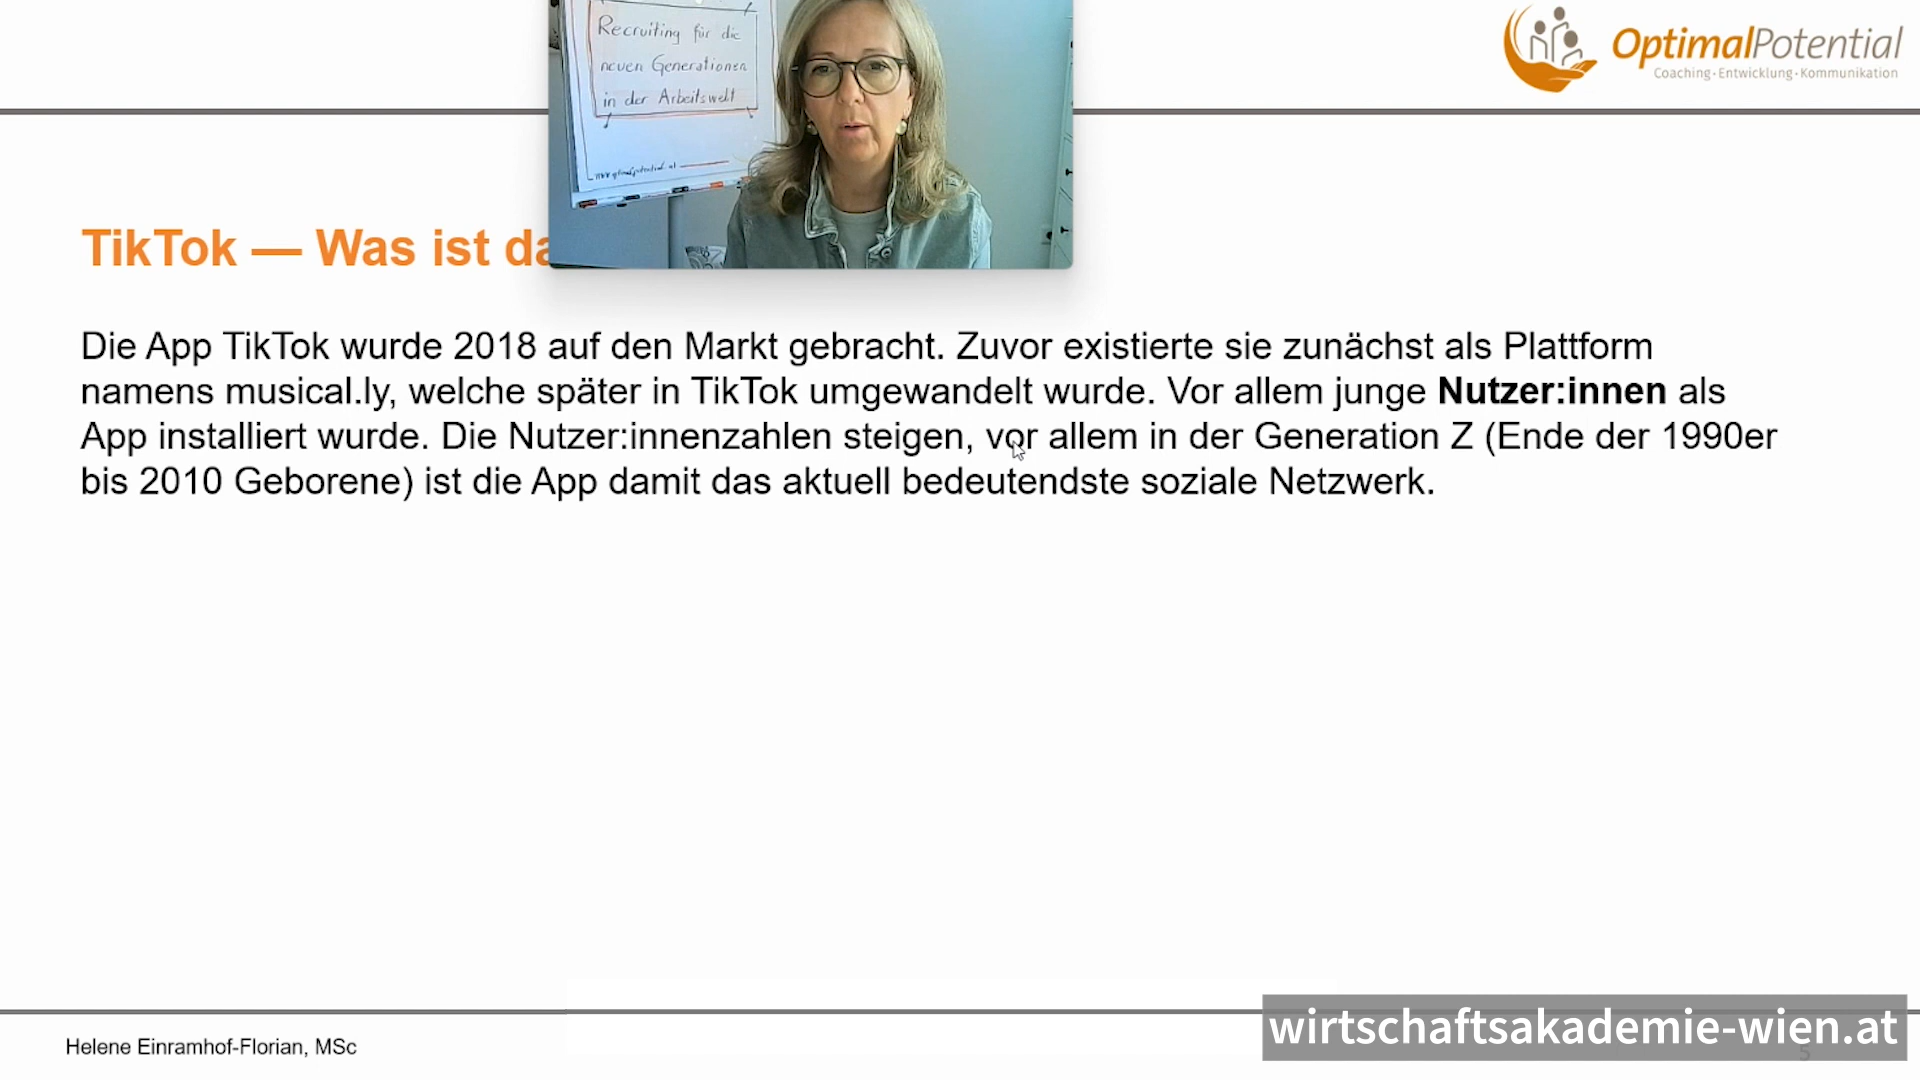 Recruiting für die
neuen Generationen
in der Arbeitswelt
OptimalPotential
Coaching·Entwicklung·Kommunikation
TikTok — Was ist da
Die App TikTok wurde 2018 auf den Markt gebracht. Zuvor existierte sie zunächst als Plattform
namens musical.ly, welche später in TikTok umgewandelt wurde. Vor allem junge Nutzer:innen als
App installiert wurde. Die Nutzer:innenzahlen steigen, vor allem in der Generation Z (Ende der 1990er
bis 2010 Geborene) ist die App damit das aktuell bedeutendste soziale Netzwerk.
Helene Einramhof-Florian, MSc
wirtschaftsakademie-wien.at
5